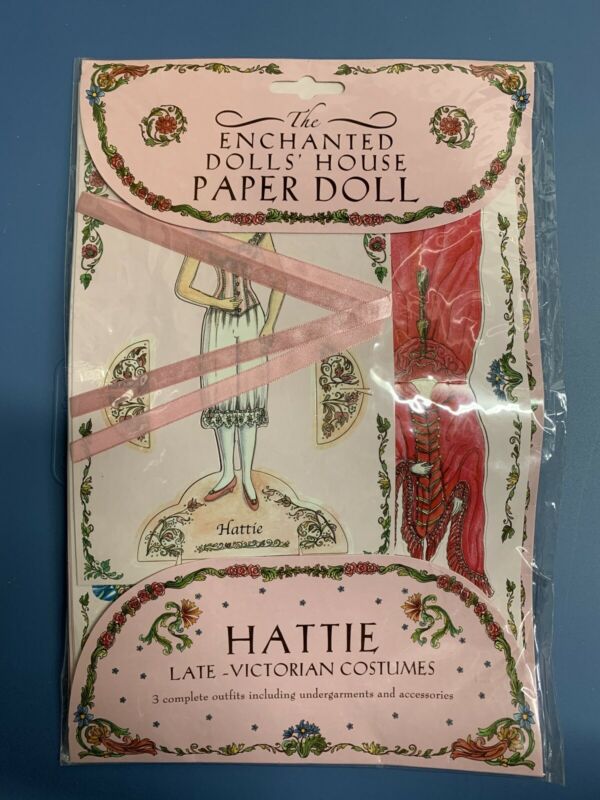 The
ENCHANTED
DOLLS' HOUSE
PAPER DOLL
Hattie
HATTIE
LATE -VICTORIAN COSTUMES
3 complete outfits including undergarments and accessories